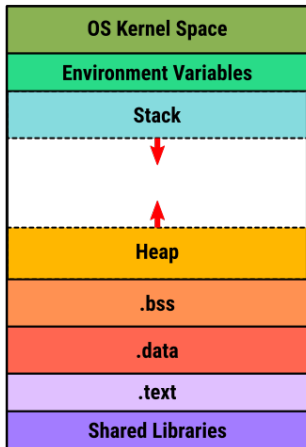 OS Kernel Space
Environment Variables
Stack
Heap
.bss
.data
.text
Shared Libraries